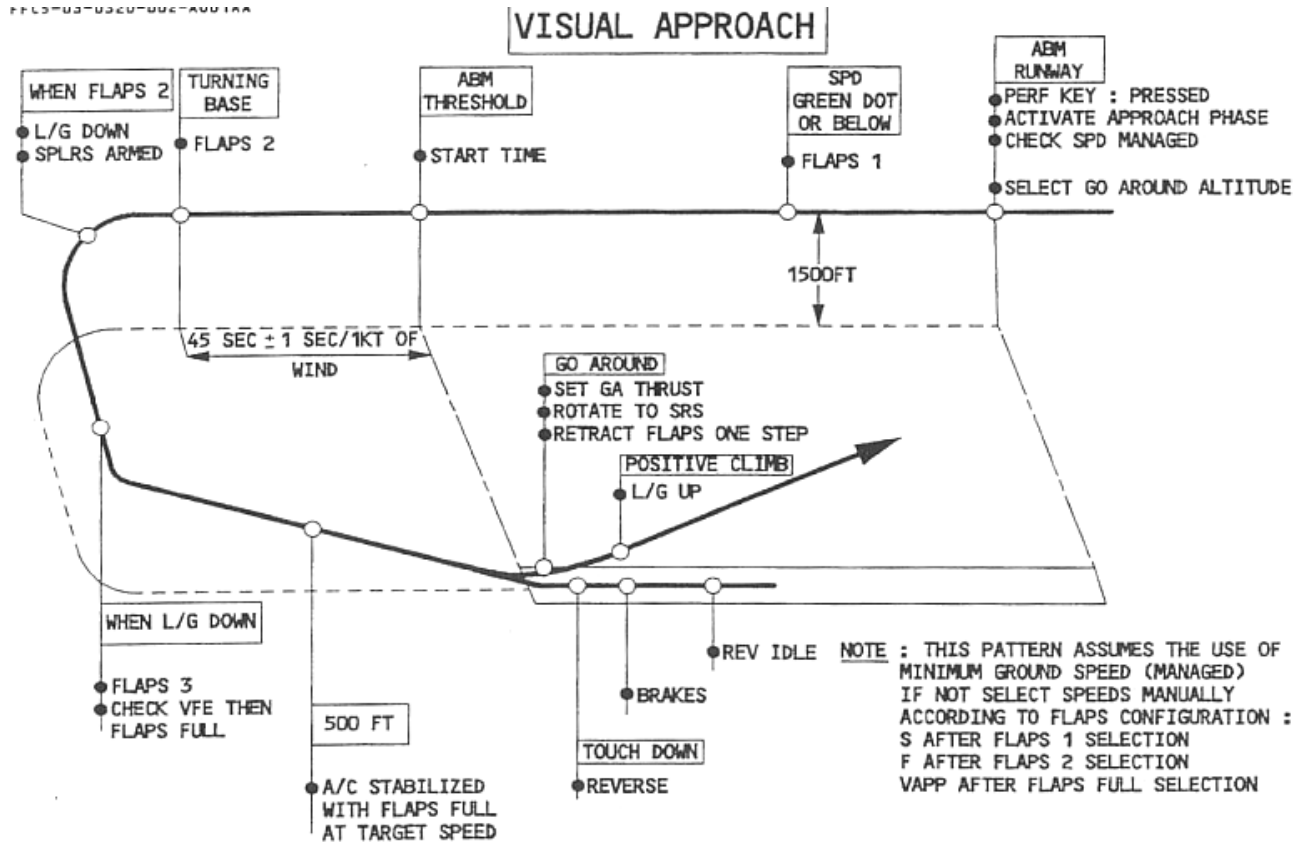 VISUAL APPROACH
WHEN FLAPS 2
L/G DOWN
SPLRS ARMED
TURNING
BASE
FLAPS 2
ABM
THRESHOLD
START TIME
SPD
GREEN DOT
OR BELOW
FLAPS 1
ABM
RUNWAY
PERF KEY : PRESSED
ACTIVATE APPROACH PHASE
CHECK SPD MANAGED
SELECT GO AROUND ALTITUDE
1500FT
45 SEC ± 1 SEC/1KT OF
WIND
GO AROUND
SET GA THRUST
ROTATE TO SRS
RETRACT FLAPS ONE STEP
POSITIVE CLIMB
L/G UP
WHEN L/G DOWN
FLAPS 3
CHECK VFE THEN
FLAPS FULL
500 FT
A/C STABILIZED
WITH FLAPS FULL
AT TARGET SPEED
TOUCH DOWN
REVERSE
BRAKES
REV IDLE
NOTE : THIS PATTERN ASSUMES THE USE OF
MINIMUM GROUND SPEED (MANAGED)
IF NOT SELECT SPEEDS MANUALLY
ACCORDING TO FLAPS CONFIGURATION :
S AFTER FLAPS 1 SELECTION
F AFTER FLAPS 2 SELECTION
VAPP AFTER FLAPS FULL SELECTION